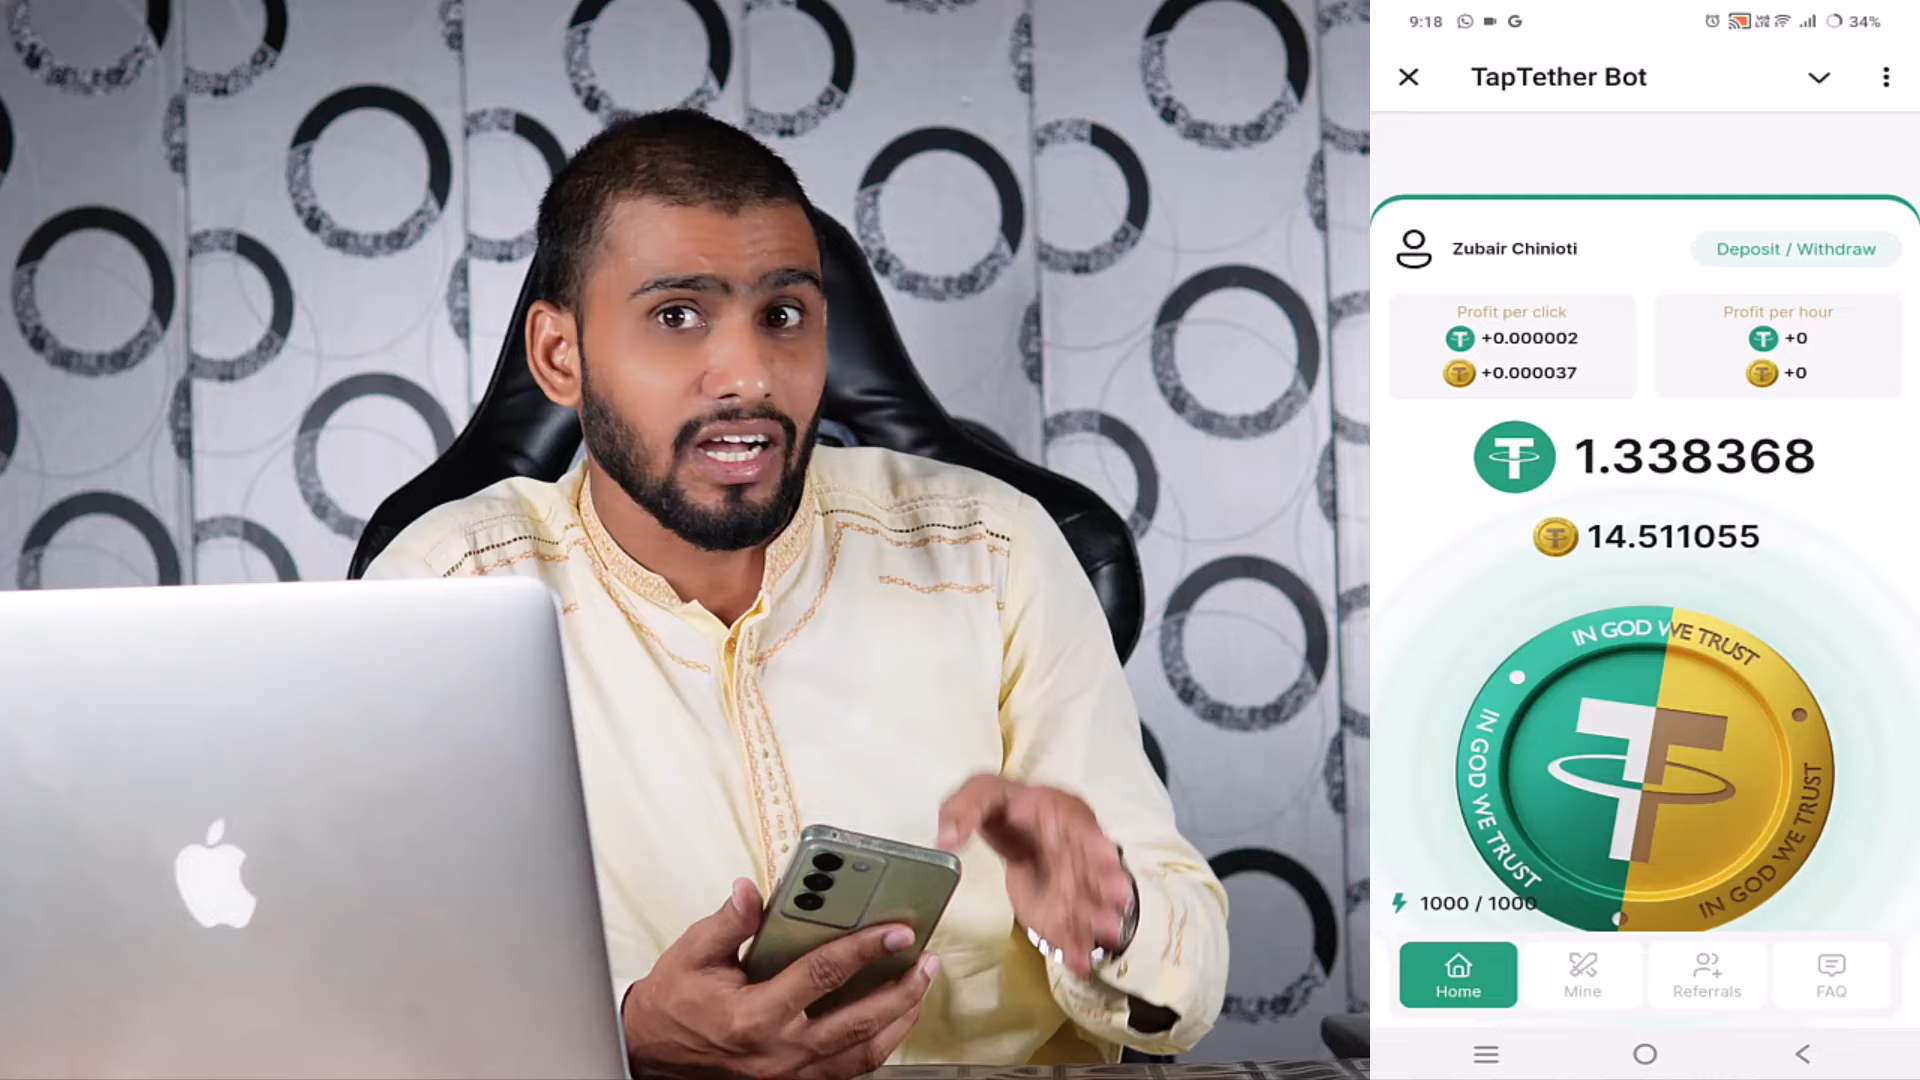 9:18
34%
TapTether Bot
Zubair Chinioti
Deposit / Withdraw
Profit per click
+0.000002
+0.000037
Profit per hour
+0
+0
1.338368
14.511055
IN GOD WE TRUST
IN GOD WE TRUST
IN GOD WE TRUST
1000 / 1000
Home
Mine
Referrals
FAQ